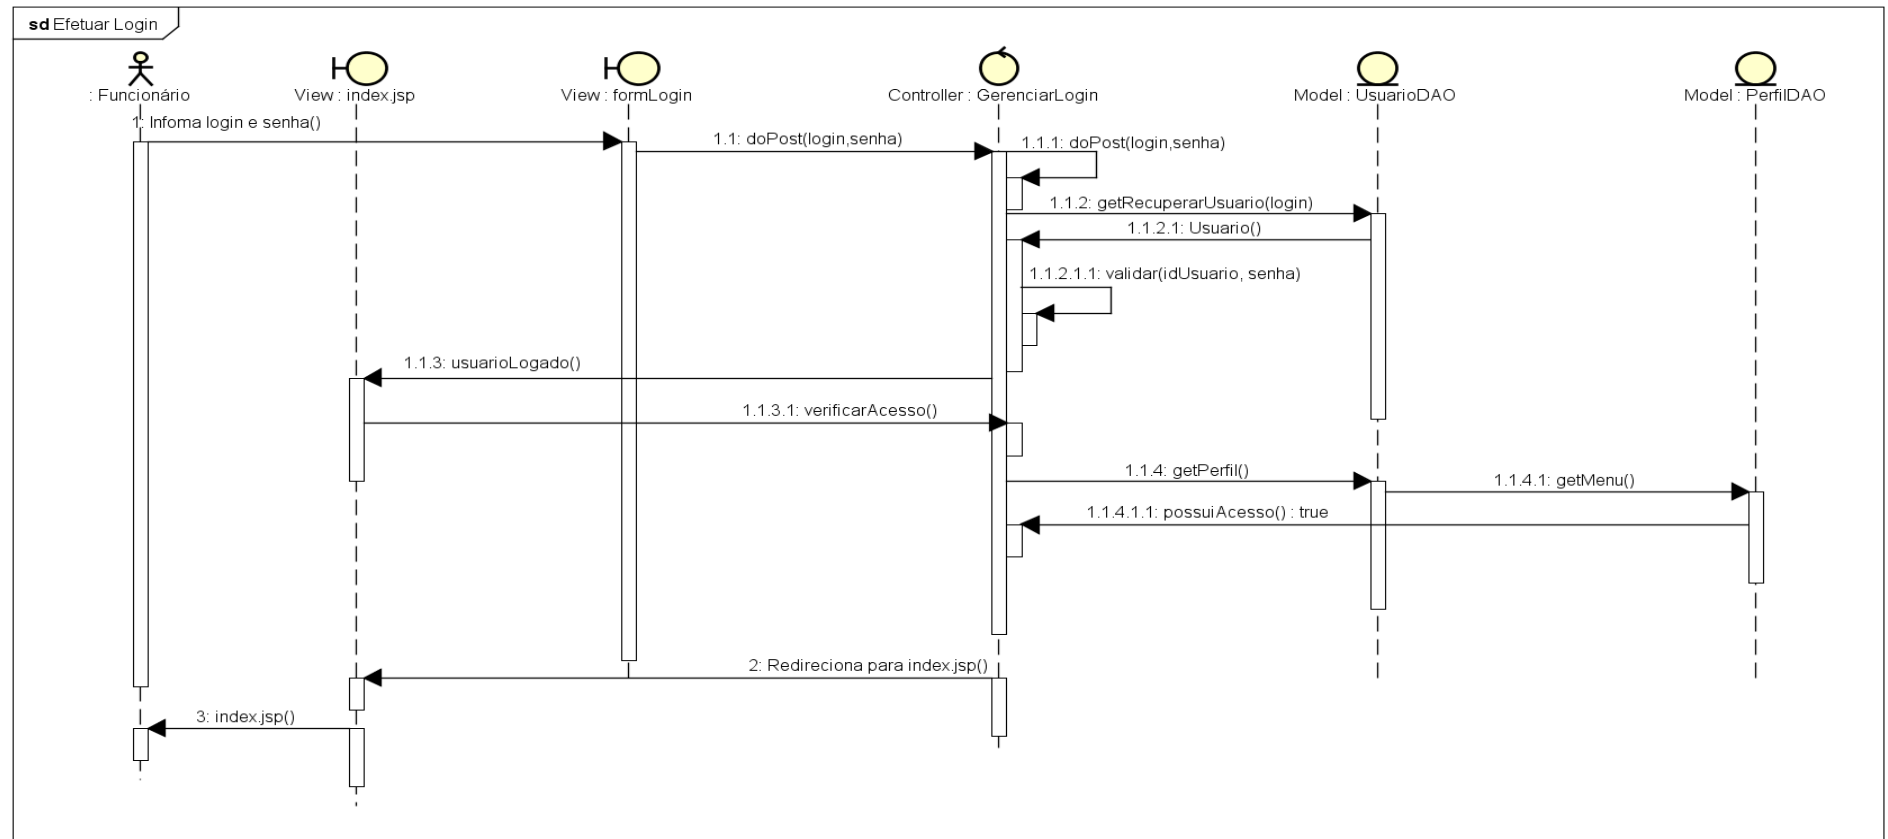 sd Efetuar Login
: Funcionário
View : index.jsp
View : formLogin
Controller : GerenciarLogin
Model : UsuarioDAO
Model : PerfilDAO
1: Infoma login e senha()
1.1: doPost(login,senha)
1.1.1: doPost(login,senha)
1.1.2: getRecuperarUsuario(login)
1.1.2.1: Usuario()
1.1.2.1.1: validar(idUsuario, senha)
1.1.3: usuarioLogado()
1.1.3.1: verificarAcesso()
1.1.4: getPerfil()
1.1.4.1: getMenu()
1.1.4.1.1: possuiAcesso() : true
2: Redireciona para index.jsp()
3: index.jsp()